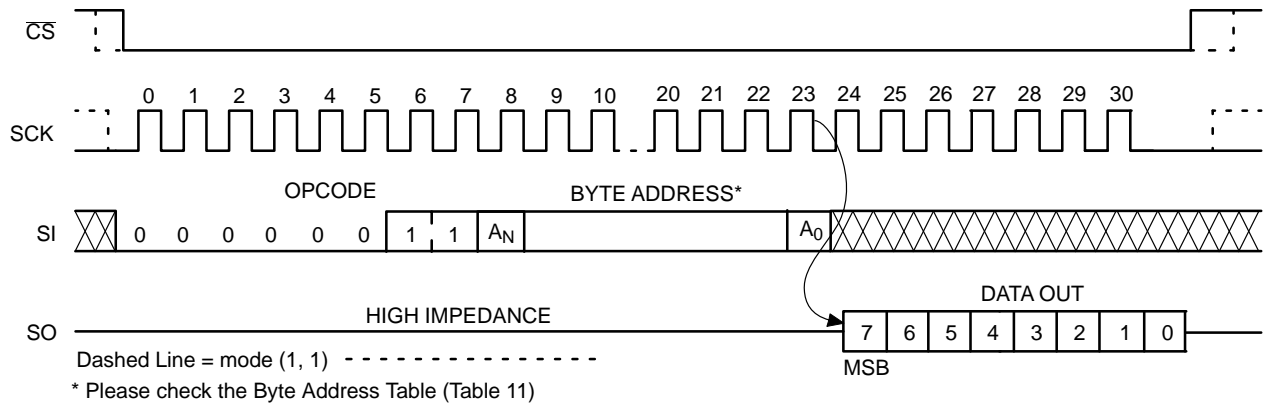 CS
0 1 2 3 4 5 6 7 8 9 10 20 21 22 23 24 25 26 27 28 29 30
SCK
OPCODE BYTE ADDRESS*
SI 0 0 0 0 0 0 1 1 AN A0
DATA OUT
HIGH IMPEDANCE
SO 7 6 5 4 3 2 1 0
Dashed Line = mode (1, 1) - - - - - - - - - - - - - -
MSB
* Please check the Byte Address Table (Table 11)